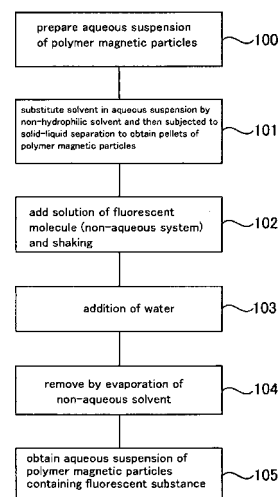 prepare aqueous suspension
of polymer magnetic particles
100
substitute solvent in aqueous suspension by
non-hydrophilic solvent and then subjected to
solid-liquid separation to obtain pellets of
polymer magnetic particles
101
add solution of fluorescent
molecule (non-aqueous system)
and shaking
102
addition of water
103
remove by evaporation of
non-aqueous solvent
104
obtain aqueous suspension of
polymer magnetic particles
containing fluorescent substance
105